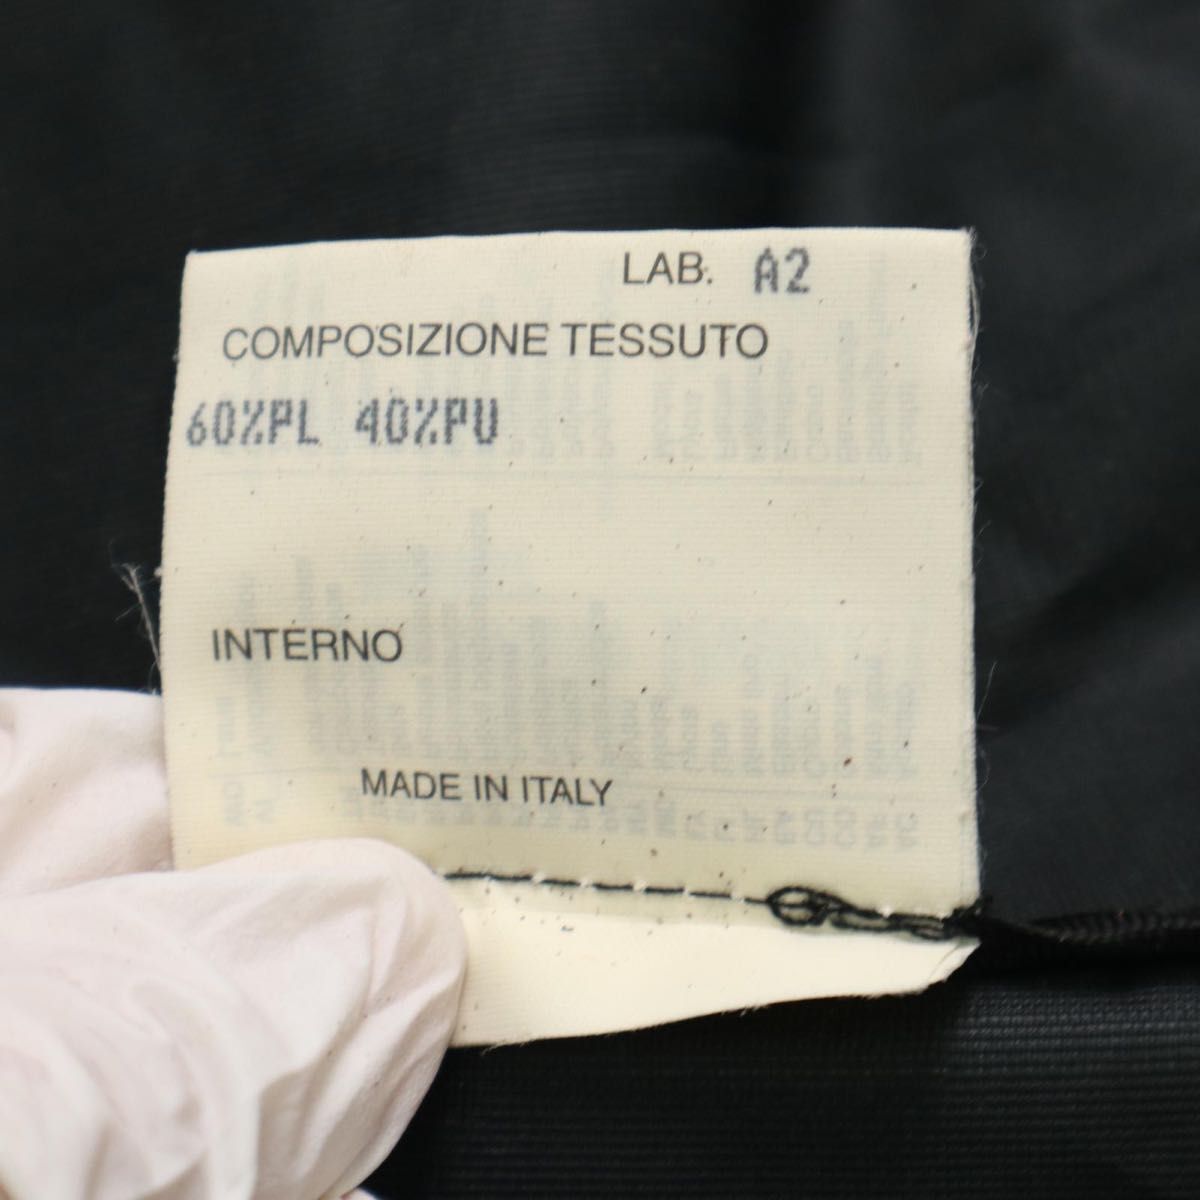 LAB. A2
COMPOSIZIONE TESSUTO
60%PL 40%PU
INTERNO
MADE IN ITALY